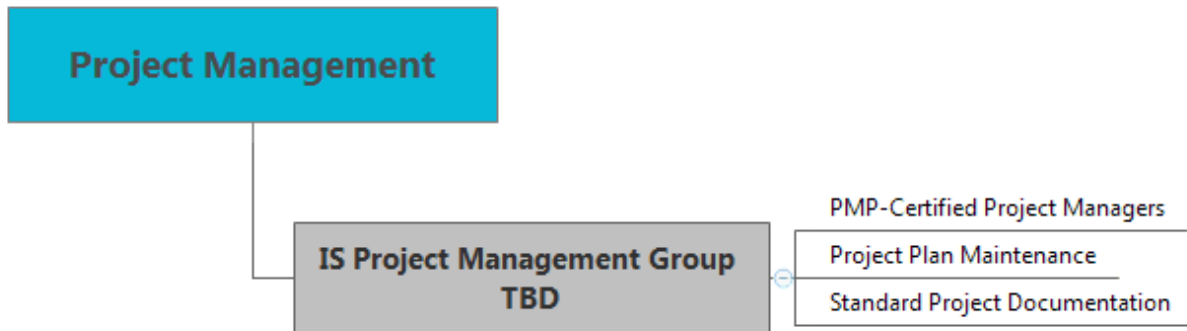 Project Management
IS Project Management Group
TBD
PMP-Certified Project Managers
Project Plan Maintenance
Standard Project Documentation